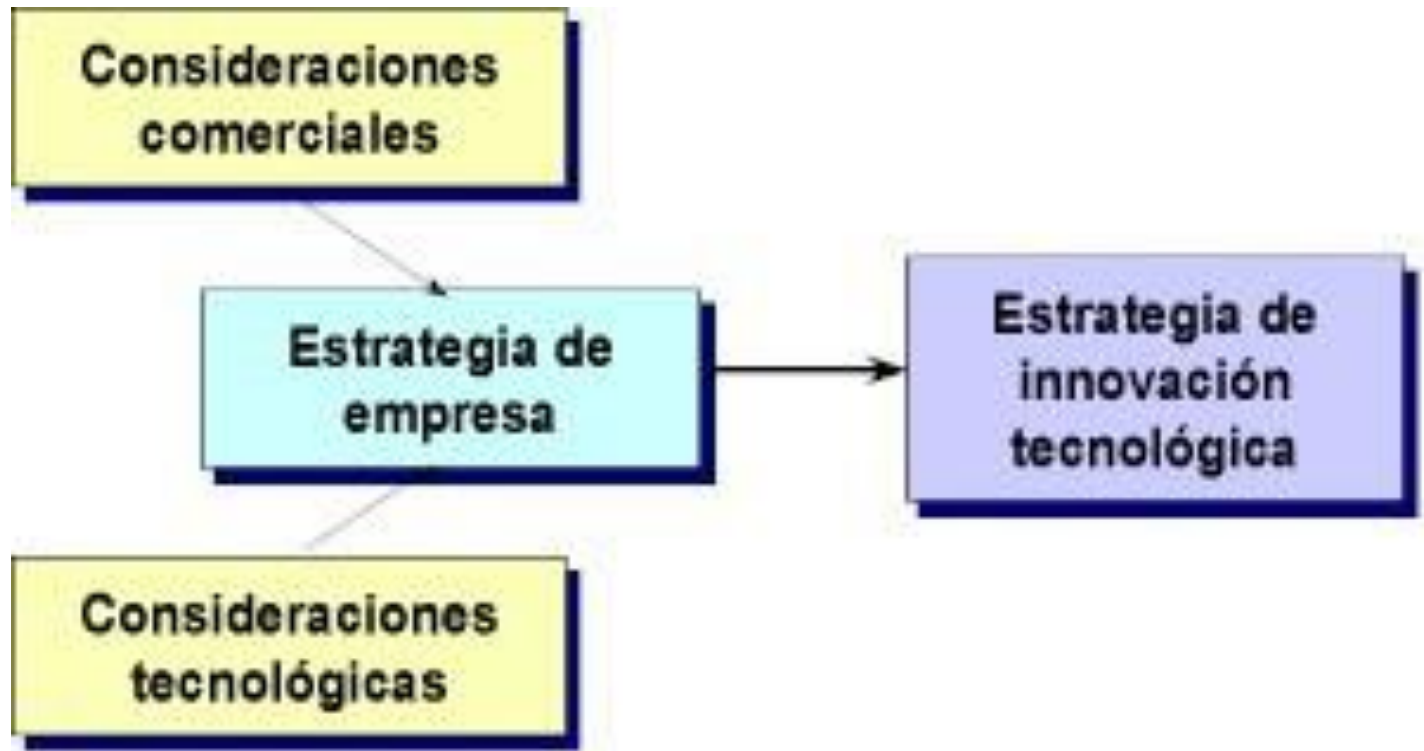 Consideraciones
comerciales
Estrategia de
empresa
Estrategia de
innovación
tecnológica
Consideraciones
tecnológicas